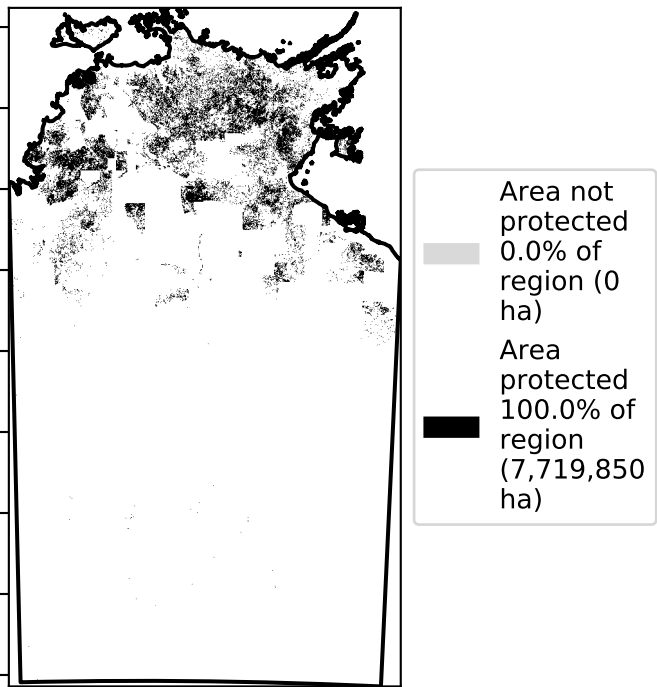 Area not
protected
0.0% of
region (0
ha)
Area
protected
100.0% of
region
(7,719,850
ha)